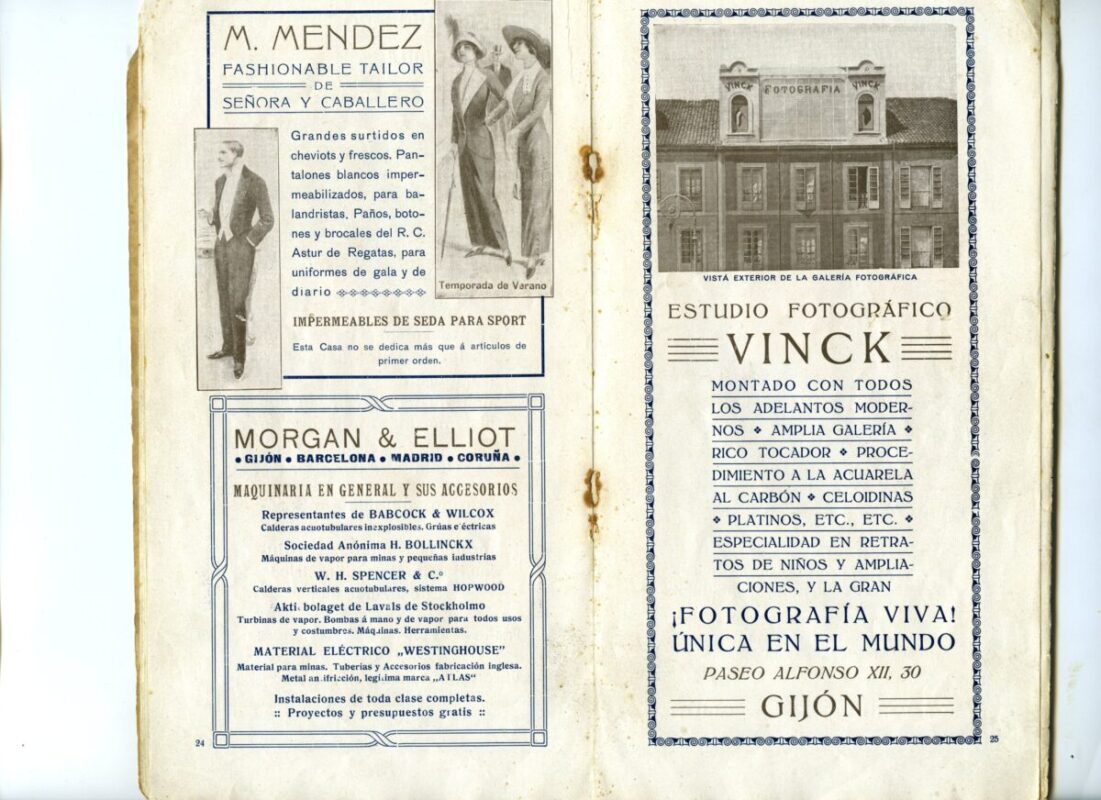 M. MENDEZ
FASHIONABLE TAILOR
DE
SEÑORA Y CABALLERO
Grandes surtidos en
cheviots y frescos. Pan-
talones blancos imper-
meabilizados, para ba-
landristas, Paños, boto-
nes y brocales del R. C.
Astur de Regatas, para
uniformes de gala y de
diario
Temporada de Varano
IMPERMEABLES DE SEDA PARA SPORT
Esta Casa no se dedica más que á artículos de
primer orden.
MORGAN & ELLIOT
• GIJÓN • BARCELONA • MADRID • CORUÑA •
MAQUINARIA EN GENERAL Y SUS ACCESORIOS
Representantes de BABCOCK & WILCOX
Calderas acuotubulares inexplosibles. Grúas eléctricas
Sociedad Anónima H. BOLLINCKX
Máquinas de vapor para minas y pequeñas industrias
W. H. SPENCER & C.º
Calderas verticales acuotubulares, sistema HOPWOOD
Akti. bolaget de Lavals de Stockholmo
Turbinas de vapor. Bombas á mano y de vapor para todos usos
y costumbres. Máquinas. Herramientas.
MATERIAL ELÉCTRICO „WESTINGHOUSE"
Material para minas. Tuberías y Accesorios fabricación inglesa.
Metal antifricción, legítima marca „ATLAS"
Instalaciones de toda clase completas.
:: Proyectos y presupuestos gratis ::
24
VINCK FOTOGRAFIA VINCK
VISTA EXTERIOR DE LA GALERÍA FOTOGRÁFICA
ESTUDIO FOTOGRÁFICO
VINCK
MONTADO CON TODOS
LOS ADELANTOS MODER-
NOS ❖ AMPLIA GALERÍA ❖
RICO TOCADOR ❖ PROCE-
DIMIENTO A LA ACUARELA
AL CARBÓN ❖ CELOIDINAS
❖ PLATINOS, ETC., ETC. ❖
ESPECIALIDAD EN RETRA-
TOS DE NIÑOS Y AMPLIA-
CIONES, Y LA GRAN
¡FOTOGRAFÍA VIVA!
ÚNICA EN EL MUNDO
PASEO ALFONSO XII, 30
GIJÓN
25